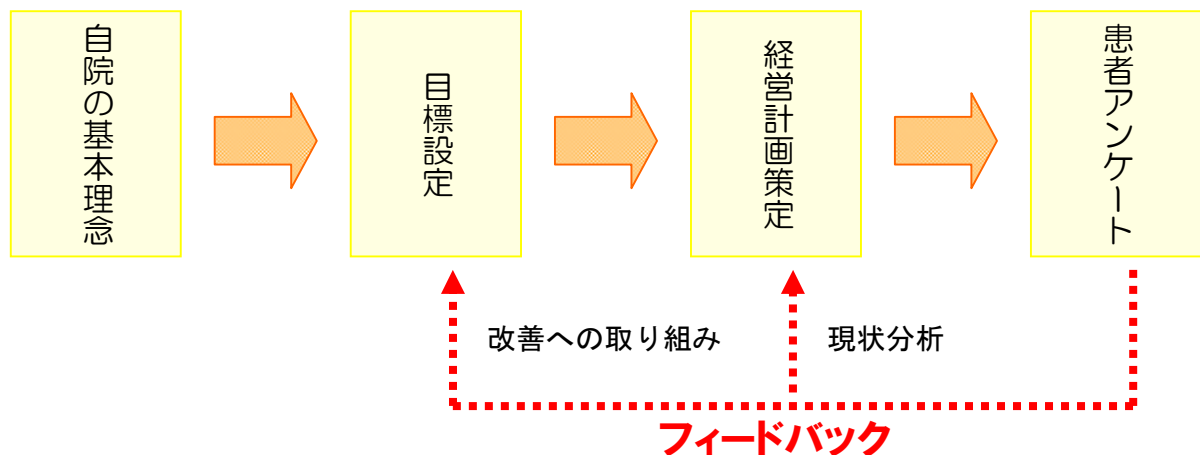 自院の基本理念
目標設定
経営計画策定
患者アンケート
改善への取り組み
現状分析
フィードバック